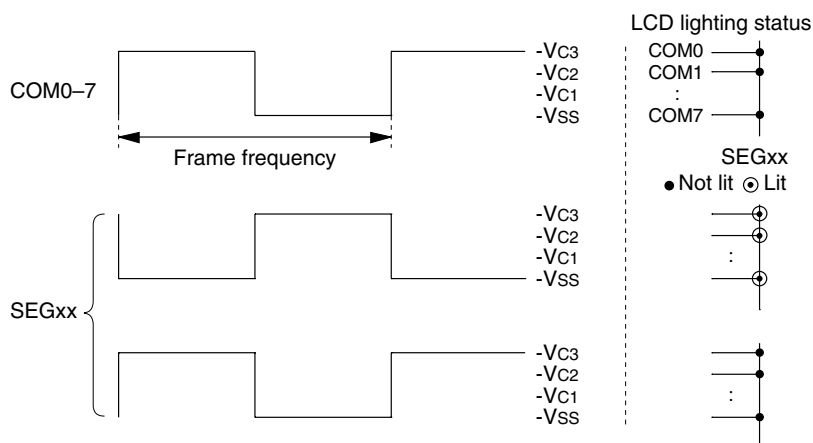 LCD lighting status
COM0–7
-VC3
-VC2
-VC1
-VSS
Frame frequency
COM0
COM1
:
COM7
SEGxx
Not lit
Lit
SEGxx
-VC3
-VC2
-VC1
-VSS
:
-VC3
-VC2
-VC1
-VSS
: